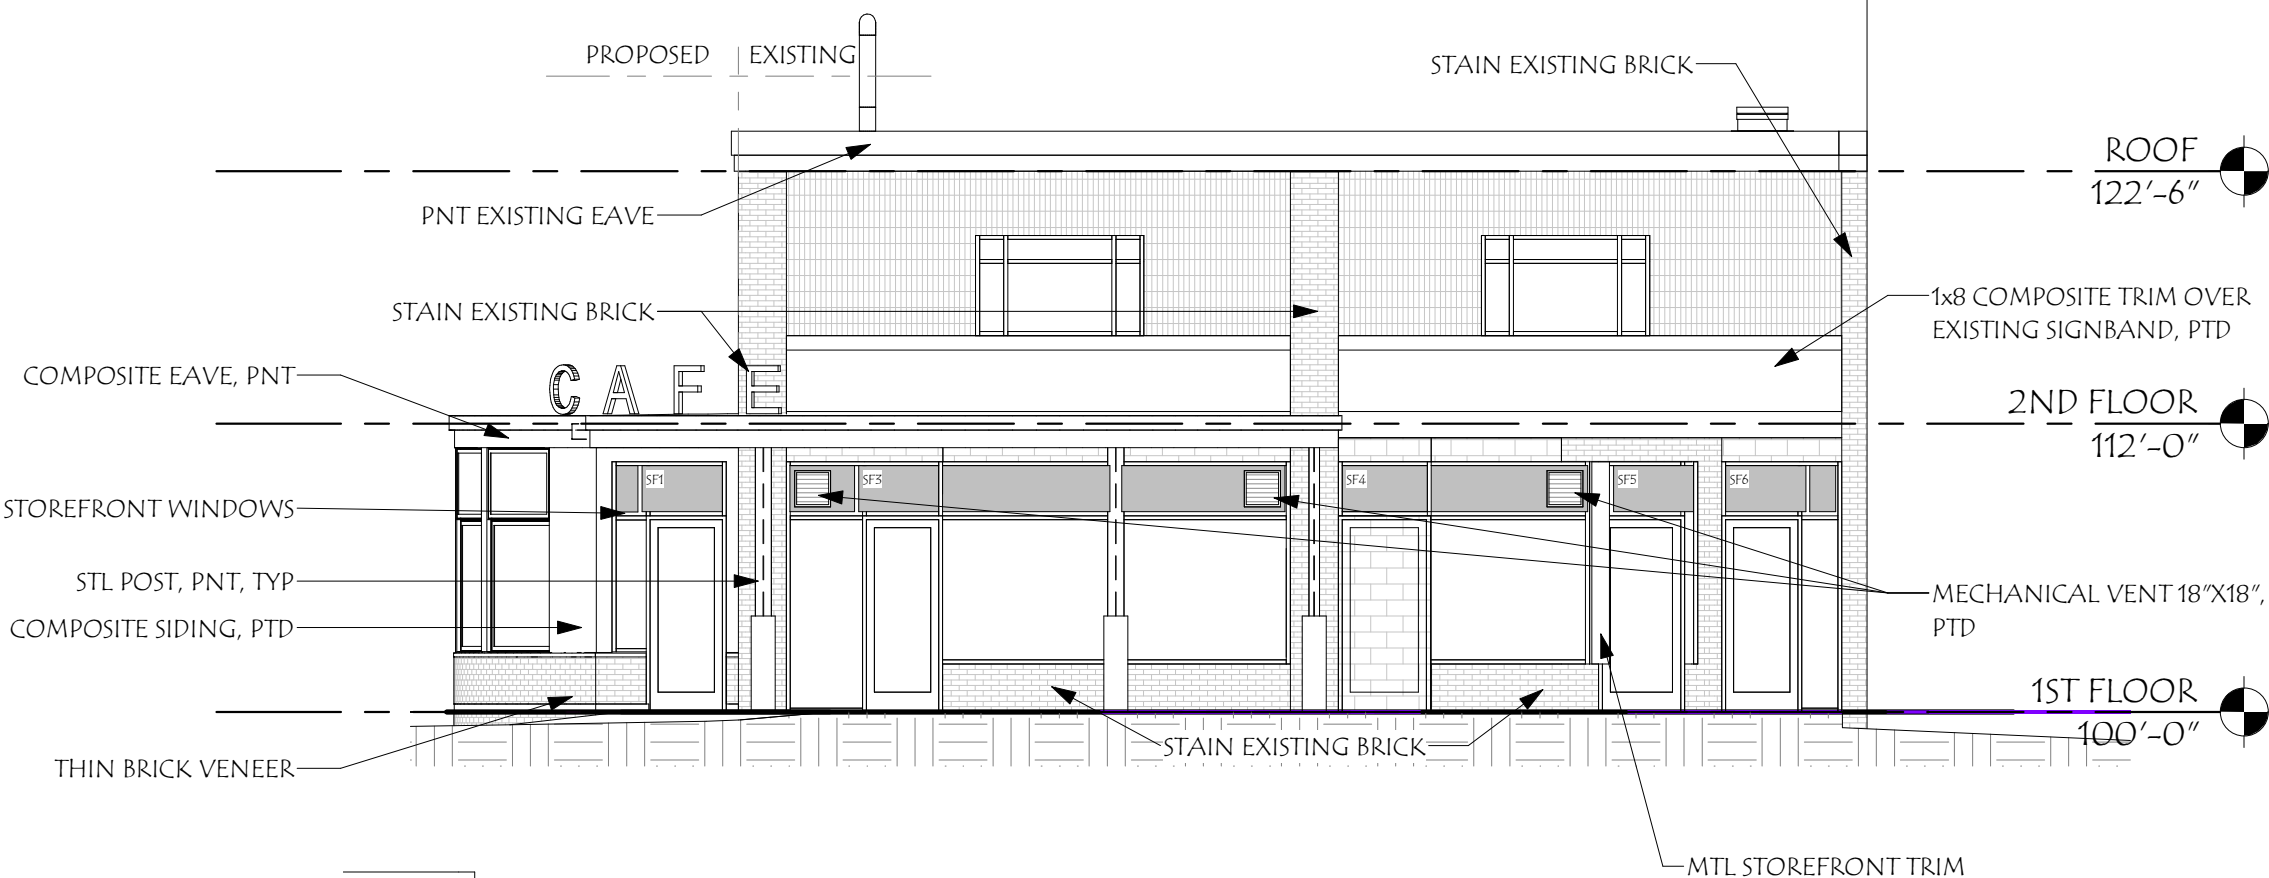 PROPOSED EXISTING
STAIN EXISTING BRICK
ROOF
122'-6"
PNT EXISTING EAVE
1x8 COMPOSITE TRIM OVER
EXISTING SIGNBAND, PTD
STAIN EXISTING BRICK
COMPOSITE EAVE, PNT
CAFE
2ND FLOOR
112'-0"
SF1
SF3
SF4
SF5
SF6
STOREFRONT WINDOWS
STL POST, PNT, TYP
MECHANICAL VENT 18"X18",
PTD
COMPOSITE SIDING, PTD
1ST FLOOR
100'-0"
STAIN EXISTING BRICK
THIN BRICK VENEER
MTL STOREFRONT TRIM